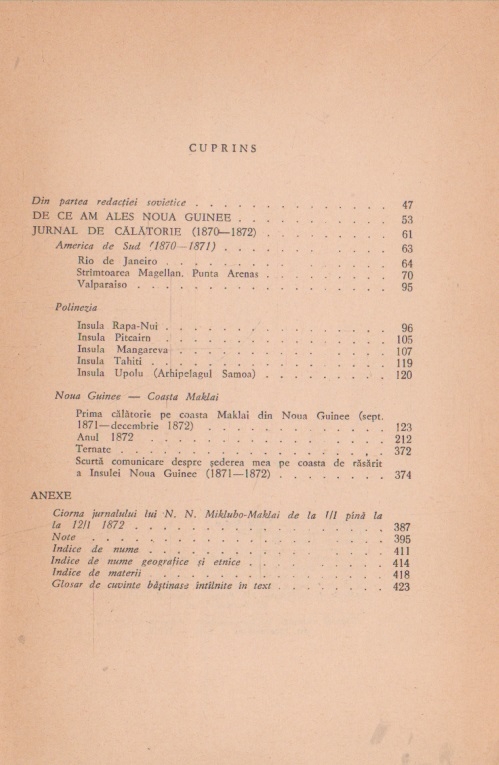 CUPRINS
Din partea redacției sovietice . . . . . . . . . . . 47
DE CE AM ALES NOUA GUINEE . . . . . . . . . 53
JURNAL DE CĂLĂTORIE (1870—1872) . . . . . . . 61
America de Sud (1870—1871) . . . . . . . . . 63
Rio de Janeiro . . . . . . . . . . . . 64
Strîmtoarea Magellan. Punta Arenas . . . . . . 70
Valparaiso . . . . . . . . . . . . . 95
Polinezia
Insula Rapa-Nui . . . . . . . . . . . . 96
Insula Pitcairn . . . . . . . . . . . . 105
Insula Mangareva . . . . . . . . . . . 107
Insula Tahiti . . . . . . . . . . . . . 119
Insula Upolu (Arhipelagul Samoa) . . . . . . . 120
Noua Guinee — Coasta Maklai
Prima călătorie pe coasta Maklai din Noua Guinee (sept.
1871—decembrie 1872) . . . . . . . . . 123
Anul 1872 . . . . . . . . . . . . . 212
Ternate . . . . . . . . . . . . . . 372
Scurtă comunicare despre șederea mea pe coasta de răsărit
a Insulei Noua Guinee (1871—1872) . . . . . . 374
ANEXE
Ciorna jurnalului lui N. N. Mikluho-Maklai de la 1/I pînă la
la 12/I 1872 . . . . . . . . . . . . . 387
Note . . . . . . . . . . . . . . . . 395
Indice de nume . . . . . . . . . . . . . 411
Indice de nume geografice și etnice . . . . . . . 414
Indice de materii . . . . . . . . . . . . 418
Glosar de cuvinte băștinașe întîlnite în text . . . . . . 423